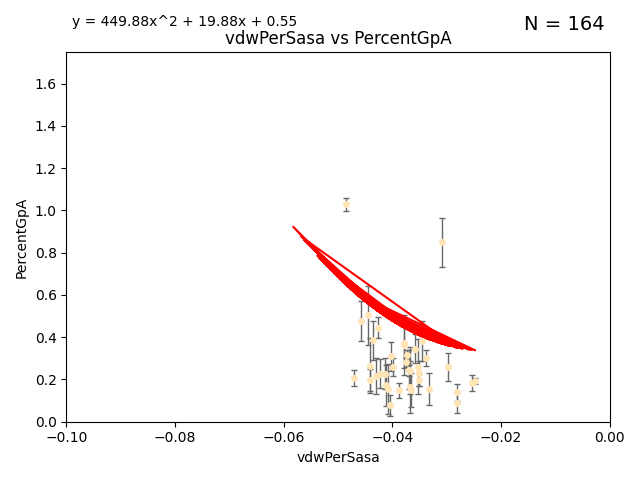 y = 449.88x^2 + 19.88x + 0.55
N = 164
vdwPerSasa vs PercentGpA
PercentGpA
1.6
1.4
1.2
1.0
0.8
0.6
0.4
0.2
0.0
−0.10 −0.08 −0.06 −0.04 −0.02 0.00
vdwPerSasa